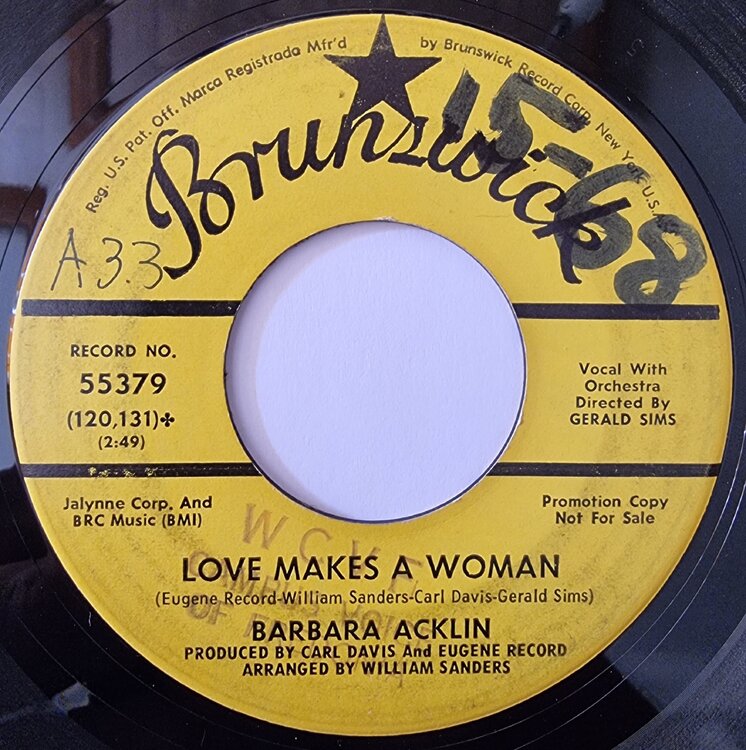 Reg. U.S. Pat. Off. Marca Registrada Mfr'd by Brunswick Record Corp. New York U.S.A.
Brunswick
15-68
A33
RECORD NO.
55379
(120,131)✤
(2:49)
Vocal With
Orchestra
Directed By
GERALD SIMS
Jalynne Corp. And
BRC Music (BMI)
Promotion Copy
Not For Sale
CAMPUS VOICE
OF
LOVE MAKES A WOMAN
(Eugene Record-William Sanders-Carl Davis-Gerald Sims)
BARBARA ACKLIN
PRODUCED BY CARL DAVIS And EUGENE RECORD
ARRANGED BY WILLIAM SANDERS